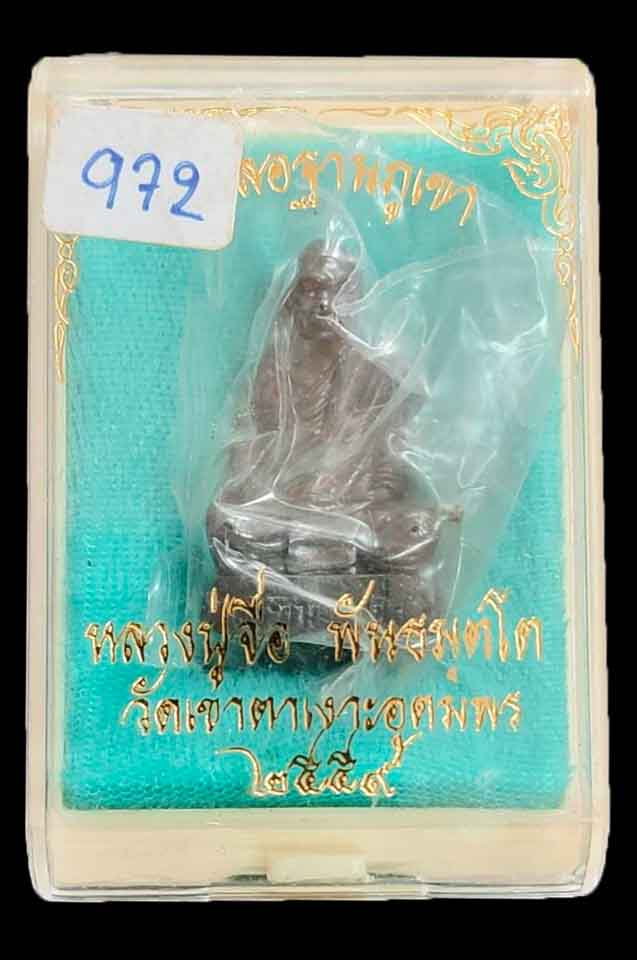 972
หล่อฐานภูเขา
หลวงปู่จื่อ พันธมุตโต
วัดเขาตาเงาะอุดมพร
๒๕๕๙